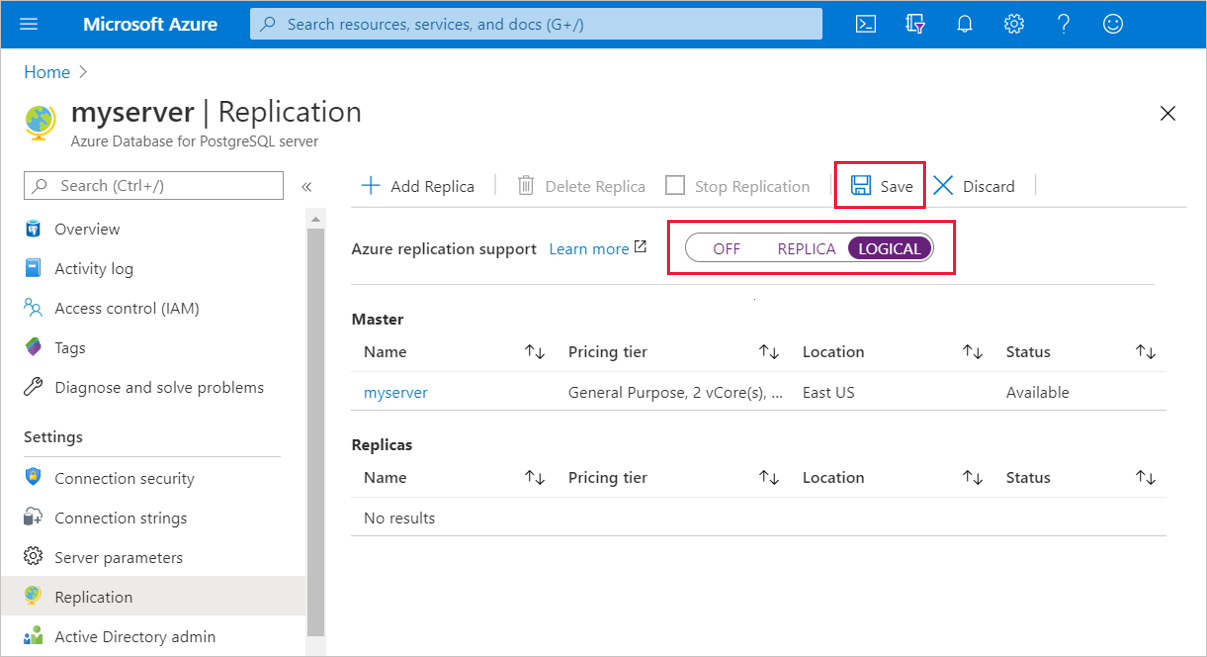 Microsoft Azure
Search resources, services, and docs (G+/)
Home
myserver | Replication
Azure Database for PostgreSQL server
Search (Ctrl+/)
Overview
Activity log
Access control (IAM)
Tags
Diagnose and solve problems
Settings
Connection security
Connection strings
Server parameters
Replication
Active Directory admin
Add Replica Delete Replica Stop Replication Save Discard
Azure replication support Learn more OFF REPLICA LOGICAL
Master
Name Pricing tier Location Status
myserver General Purpose, 2 vCore(s), ... East US Available
Replicas
Name Pricing tier Location Status
No results